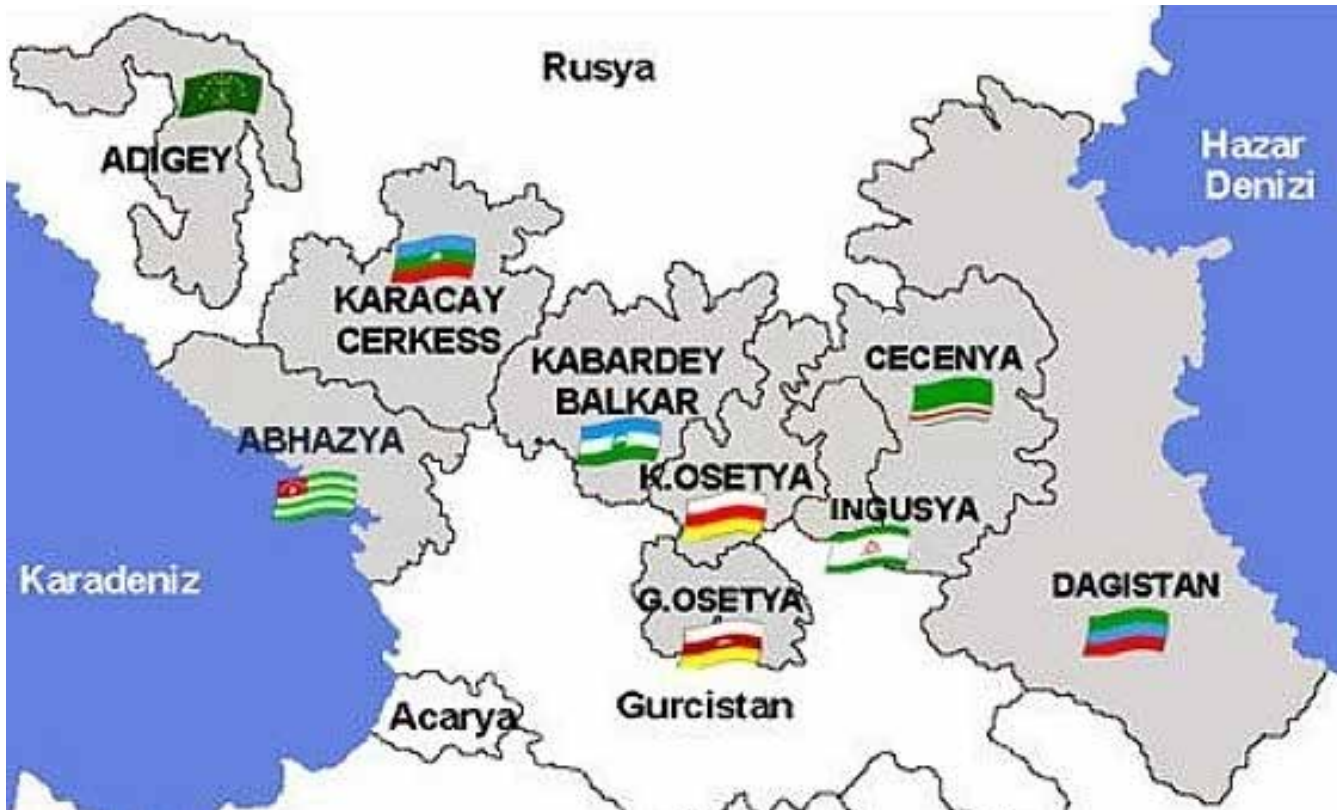 Rusya
Hazar
Denizi
ADIGEY
KARACAY
CERKESS
KABARDEY
BALKAR
CECENYA
ABHAZYA
K.OSETYA
INGUSYA
Karadeniz
G.OSETYA
DAGISTAN
Acarya
Gurcistan